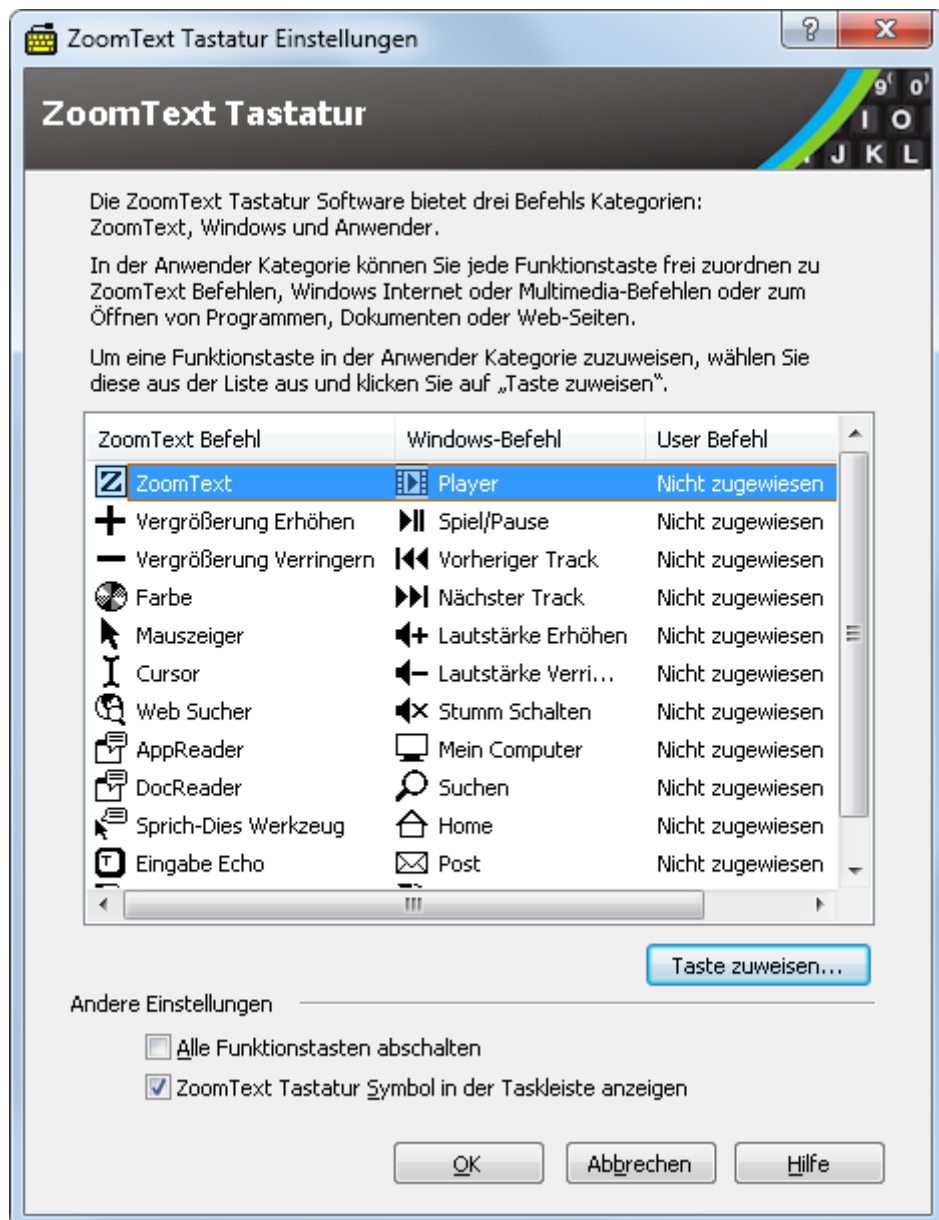 ZoomText Tastatur Einstellungen
ZoomText Tastatur
9( 0)
I O
J K L
Die ZoomText Tastatur Software bietet drei Befehls Kategorien:
ZoomText, Windows und Anwender.
In der Anwender Kategorie können Sie jede Funktionstaste frei zuordnen zu
ZoomText Befehlen, Windows Internet oder Multimedia-Befehlen oder zum
Öffnen von Programmen, Dokumenten oder Web-Seiten.
Um eine Funktionstaste in der Anwender Kategorie zuzuweisen, wählen Sie
diese aus der Liste aus und klicken Sie auf „Taste zuweisen“.
ZoomText Befehl Windows-Befehl User Befehl
Z ZoomText Player Nicht zugewiesen
Vergrößerung Erhöhen Spiel/Pause Nicht zugewiesen
Vergrößerung Verringern Vorheriger Track Nicht zugewiesen
Farbe Nächster Track Nicht zugewiesen
Mauszeiger Lautstärke Erhöhen Nicht zugewiesen
Cursor Lautstärke Verri... Nicht zugewiesen
Web Sucher Stumm Schalten Nicht zugewiesen
AppReader Mein Computer Nicht zugewiesen
DocReader Suchen Nicht zugewiesen
Sprich-Dies Werkzeug Home Nicht zugewiesen
T Eingabe Echo Post Nicht zugewiesen
Taste zuweisen...
Andere Einstellungen
Alle Funktionstasten abschalten
ZoomText Tastatur Symbol in der Taskleiste anzeigen
OK Abbrechen Hilfe